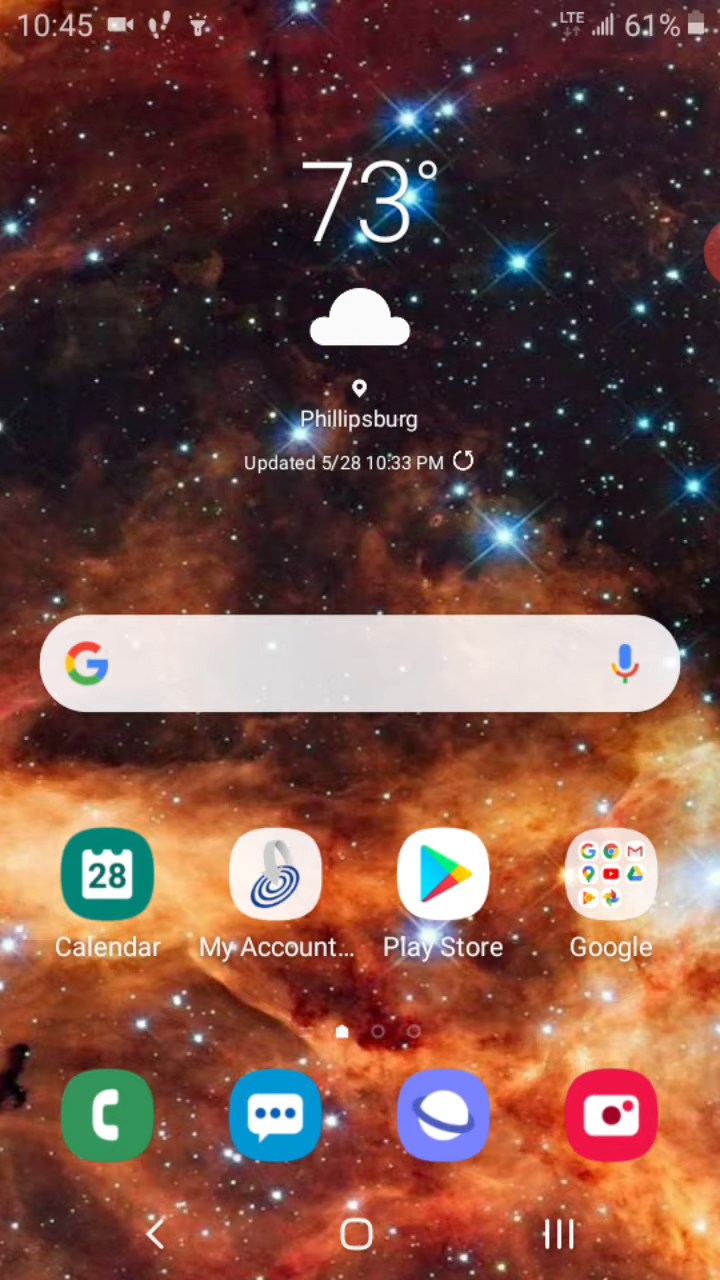 10:45 LTE 61%
73°
Phillipsburg
Updated 5/28 10:33 PM
28
Calendar My Account... Play Store Google